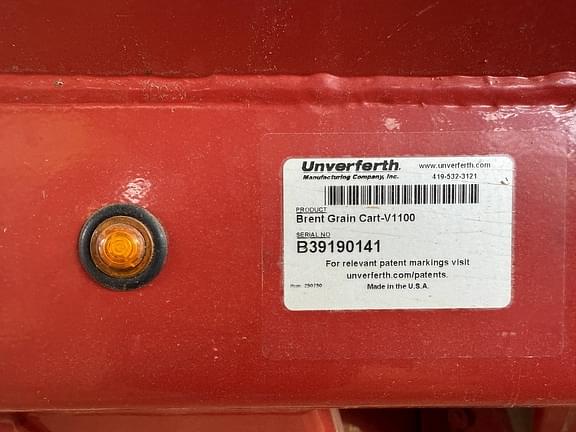 Unverferth www.unverferth.com
Manufacturing Company, Inc. 419-532-3121
PRODUCT
Brent Grain Cart-V1100
SERIAL NO
B39190141
For relevant patent markings visit
unverferth.com/patents.
Made in the U.S.A.